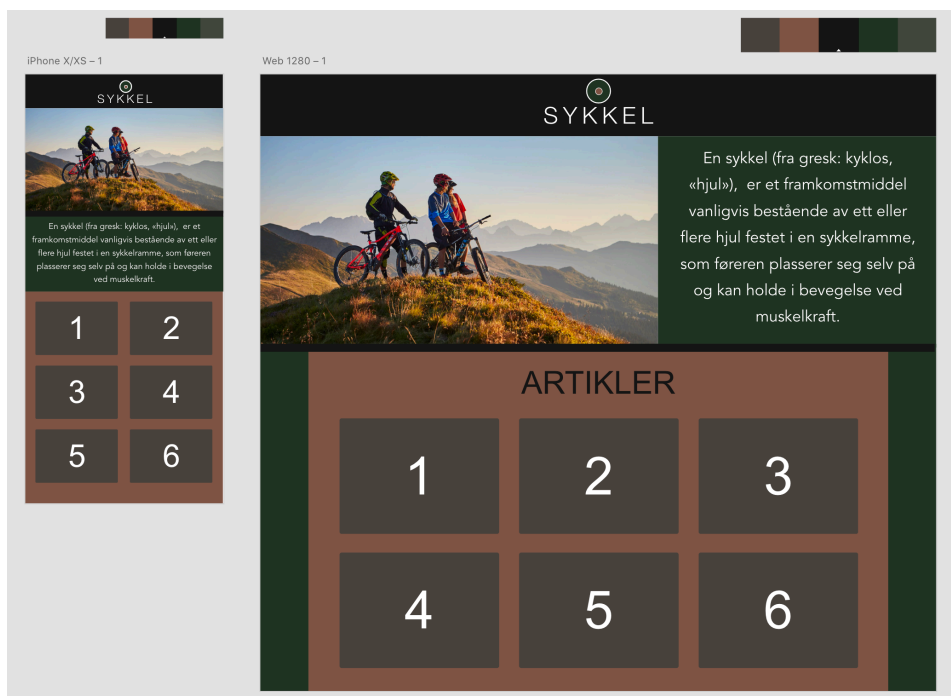 iPhone X/XS – 1
SYKKEL
En sykkel (fra gresk: kyklos, «hjul»),  er et
framkomstmiddel vanligvis bestående av ett eller
flere hjul festet i en sykkelramme, som føreren
plasserer seg selv på og kan holde i bevegelse
ved muskelkraft.
1 2
3 4
5 6
Web 1280 – 1
SYKKEL
En sykkel (fra gresk: kyklos,
«hjul»),  er et framkomstmiddel
vanligvis bestående av ett eller
flere hjul festet i en sykkelramme,
som føreren plasserer seg selv på
og kan holde i bevegelse ved
muskelkraft.
ARTIKLER
1 2 3
4 5 6